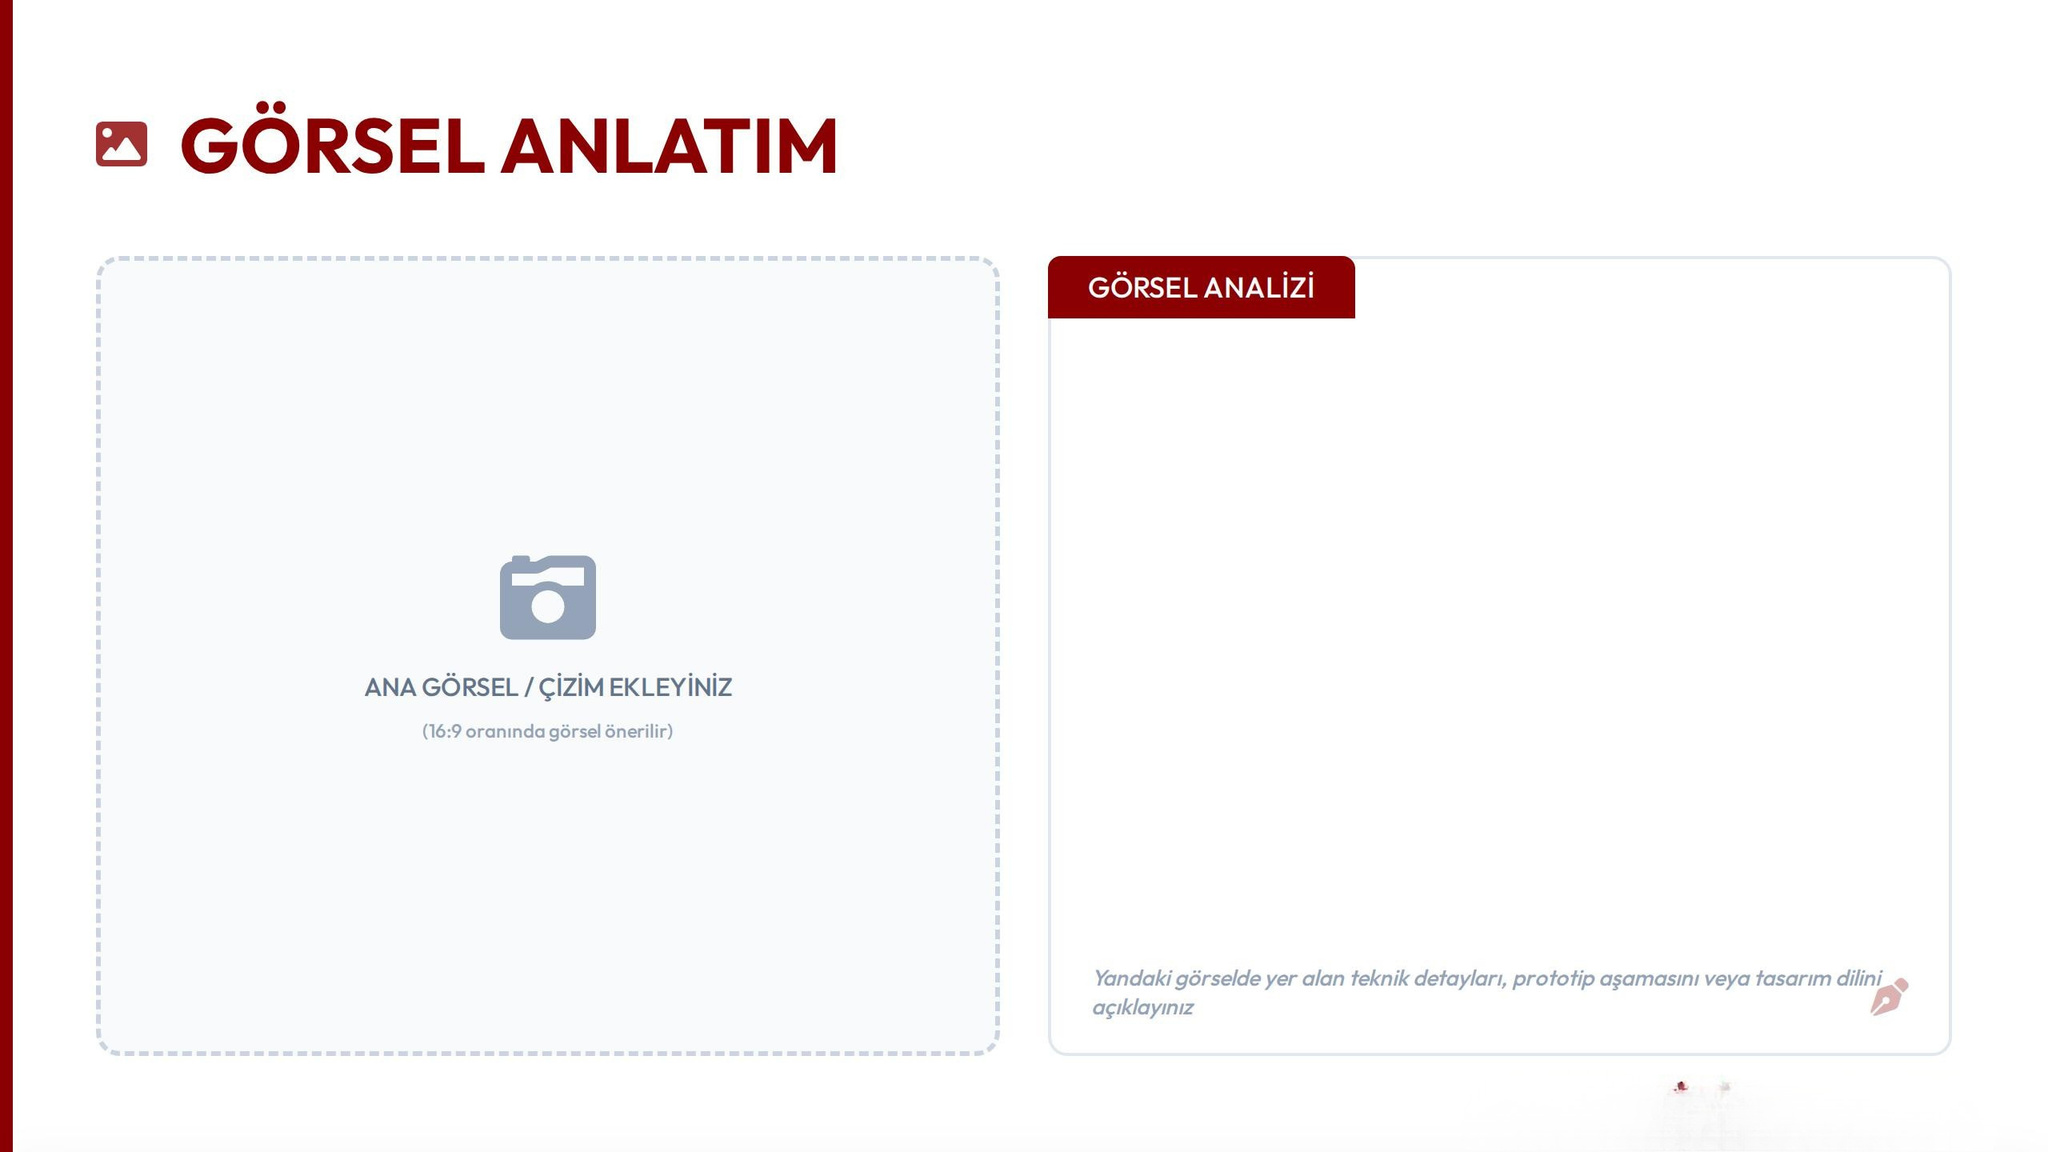 GÖRSEL ANLATIM
ANA GÖRSEL / ÇİZİM EKLEYİNİZ
(16:9 oranında görsel önerilir)
GÖRSEL ANALİZİ
Yandaki görselde yer alan teknik detayları, prototip aşamasını veya tasarım dilini
açıklayınız